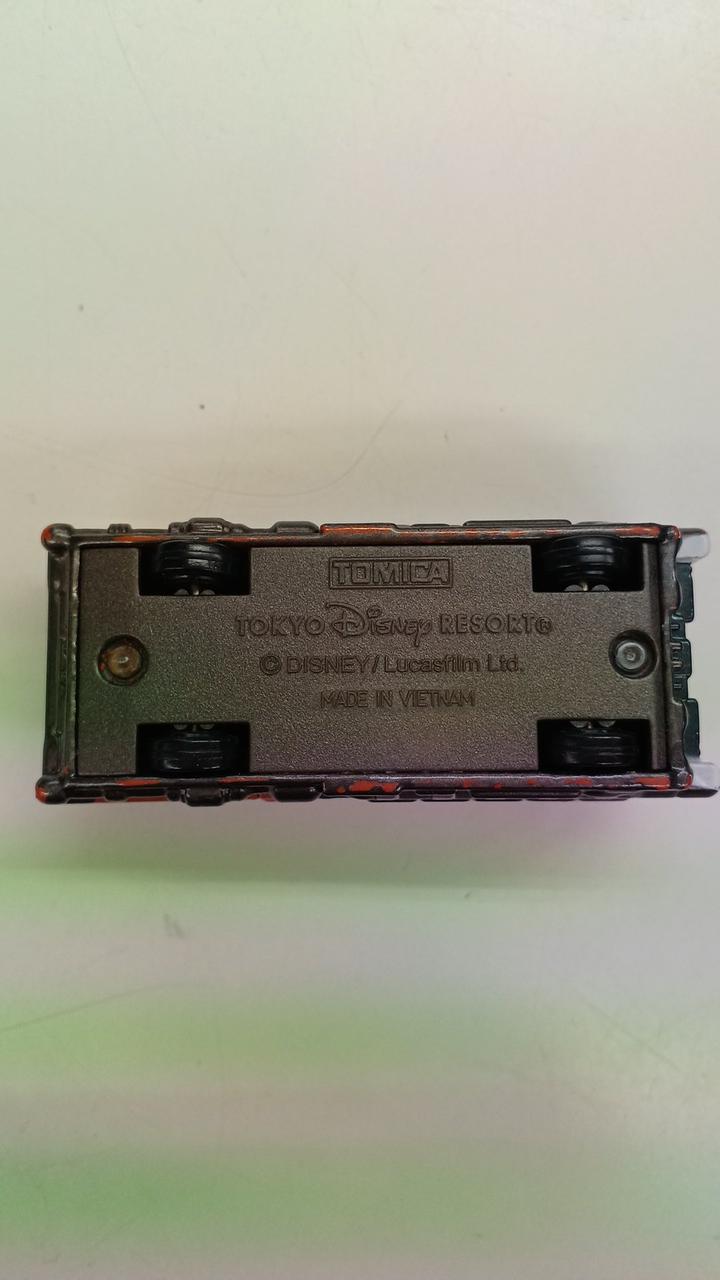 TOMICA
TOKYO Disney RESORT®
© DISNEY/Lucasfilm Ltd.
MADE IN VIETNAM